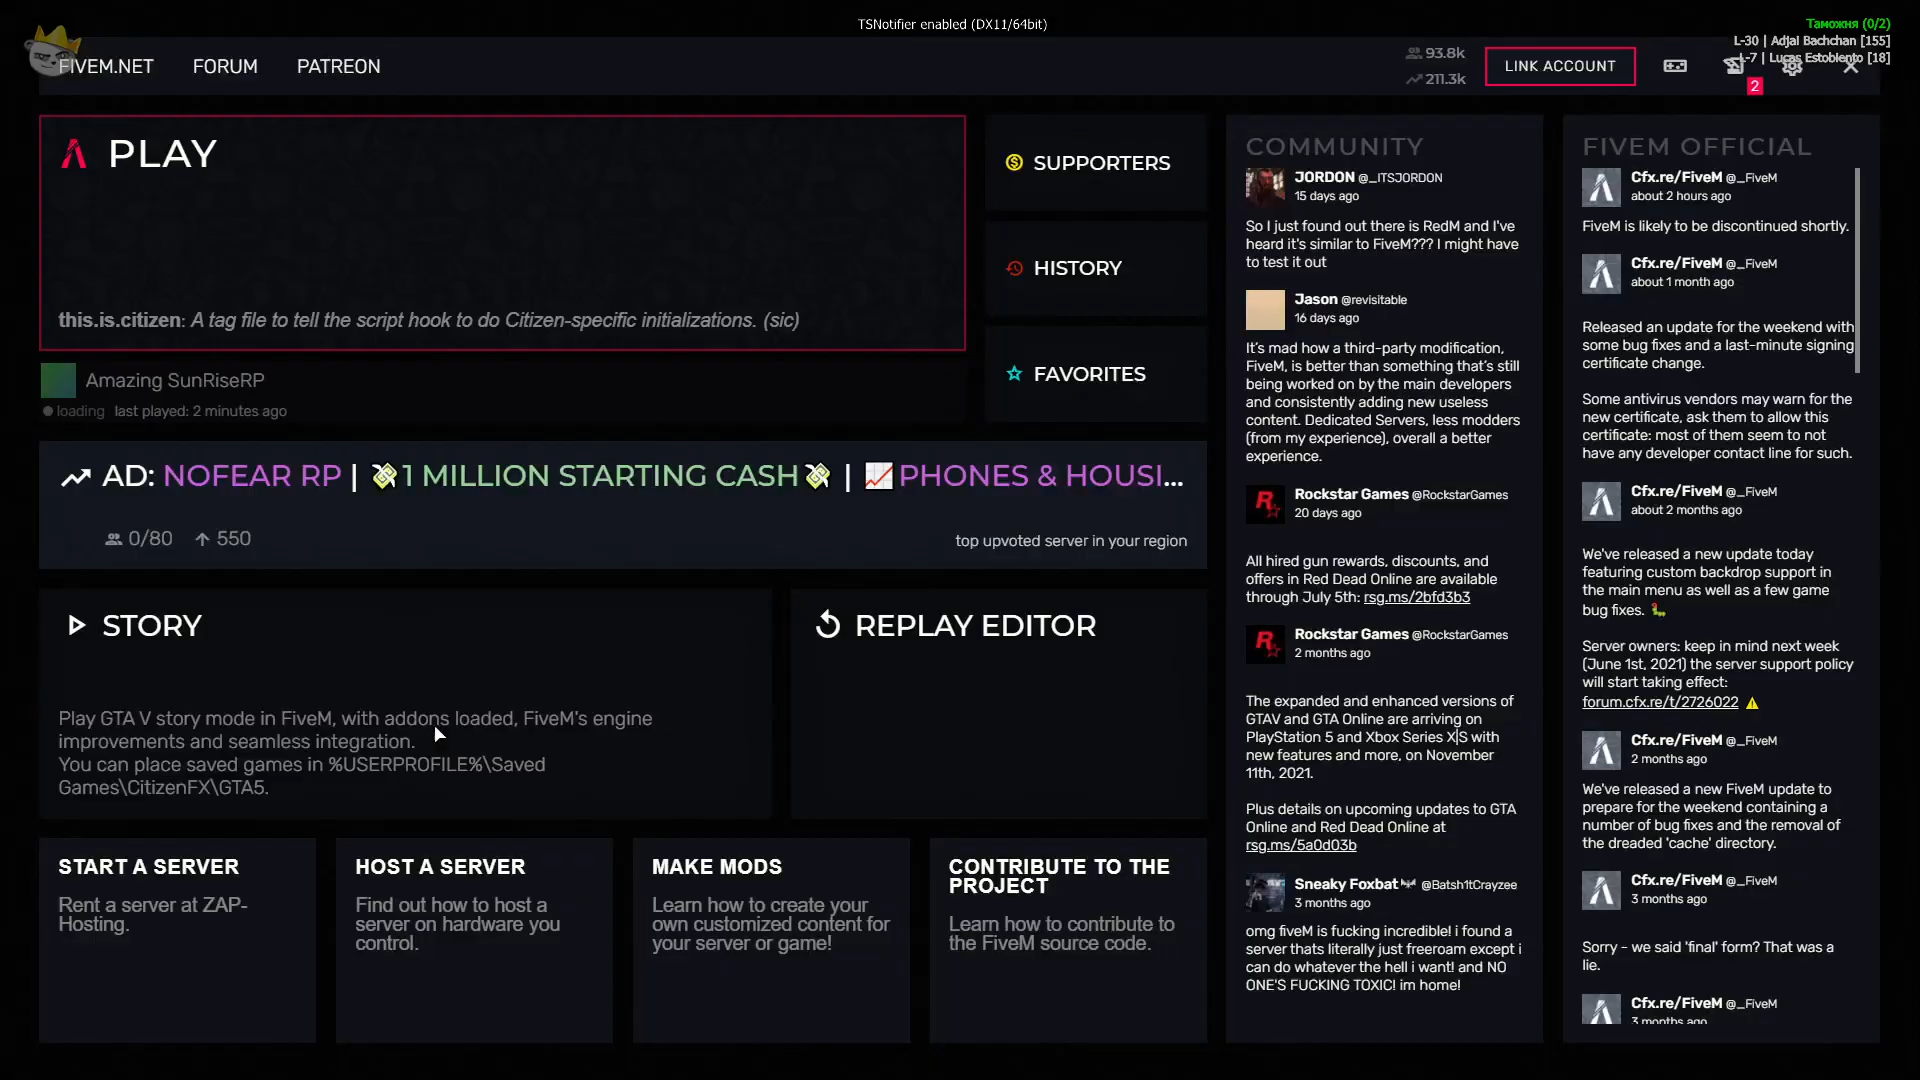 TSNotifier enabled (DX11/64bit)
Таможня (0/2)
L-30 | Adjal Bachchan [155]
L-7 | Lucas Estoblento [18]
FIVEM.NET
FORUM
PATREON
93.8k
211.3k
LINK ACCOUNT
2
PLAY
this.is.citizen: A tag file to tell the script hook to do Citizen-specific initializations. (sic)
Amazing SunRiseRP
loading last played: 2 minutes ago
SUPPORTERS
HISTORY
FAVORITES
AD: NOFEAR RP | 💸1 MILLION STARTING CASH💸 | 📈PHONES & HOUSI...
0/80 550
top upvoted server in your region
STORY
Play GTA V story mode in FiveM, with addons loaded, FiveM's engine
improvements and seamless integration.
You can place saved games in %USERPROFILE%\Saved
Games\CitizenFX\GTA5.
REPLAY EDITOR
START A SERVER
Rent a server at ZAP-
Hosting.
HOST A SERVER
Find out how to host a
server on hardware you
control.
MAKE MODS
Learn how to create your
own customized content for
your server or game!
CONTRIBUTE TO THE
PROJECT
Learn how to contribute to
the FiveM source code.
COMMUNITY
JORDON @_ITSJORDON
15 days ago
So I just found out there is RedM and I've
heard it's similar to FiveM??? I might have
to test it out
Jason @revisitable
16 days ago
It's mad how a third-party modification,
FiveM, is better than something that's still
being worked on by the main developers
and consistently adding new useless
content. Dedicated Servers, less modders
(from my experience), overall a better
experience.
Rockstar Games @RockstarGames
20 days ago
All hired gun rewards, discounts, and
offers in Red Dead Online are available
through July 5th: rsg.ms/2bfd3b3
Rockstar Games @RockstarGames
2 months ago
The expanded and enhanced versions of
GTAV and GTA Online are arriving on
PlayStation 5 and Xbox Series X|S with
new features and more, on November
11th, 2021.
Plus details on upcoming updates to GTA
Online and Red Dead Online at
rsg.ms/5a0d03b
Sneaky Foxbat @Batsh1tCrayzee
3 months ago
omg fiveM is fucking incredible! i found a
server thats literally just freeroam except i
can do whatever the hell i want! and NO
ONE'S FUCKING TOXIC! im home!
FIVEM OFFICIAL
Cfx.re/FiveM @_FiveM
about 2 hours ago
FiveM is likely to be discontinued shortly.
Cfx.re/FiveM @_FiveM
about 1 month ago
Released an update for the weekend with
some bug fixes and a last-minute signing
certificate change.
Some antivirus vendors may warn for the
new certificate, ask them to allow this
certificate: most of them seem to not
have any developer contact line for such.
Cfx.re/FiveM @_FiveM
about 2 months ago
We've released a new update today
featuring custom backdrop support in
the main menu as well as a few game
bug fixes. 🐛
Server owners: keep in mind next week
(June 1st, 2021) the server support policy
will start taking effect:
forum.cfx.re/t/2726022 ⚠️
Cfx.re/FiveM @_FiveM
2 months ago
We've released a new FiveM update to
prepare for the weekend containing a
number of bug fixes and the removal of
the dreaded 'cache' directory.
Cfx.re/FiveM @_FiveM
3 months ago
Sorry - we said 'final' form? That was a
lie.
Cfx.re/FiveM @_FiveM
3 months ago